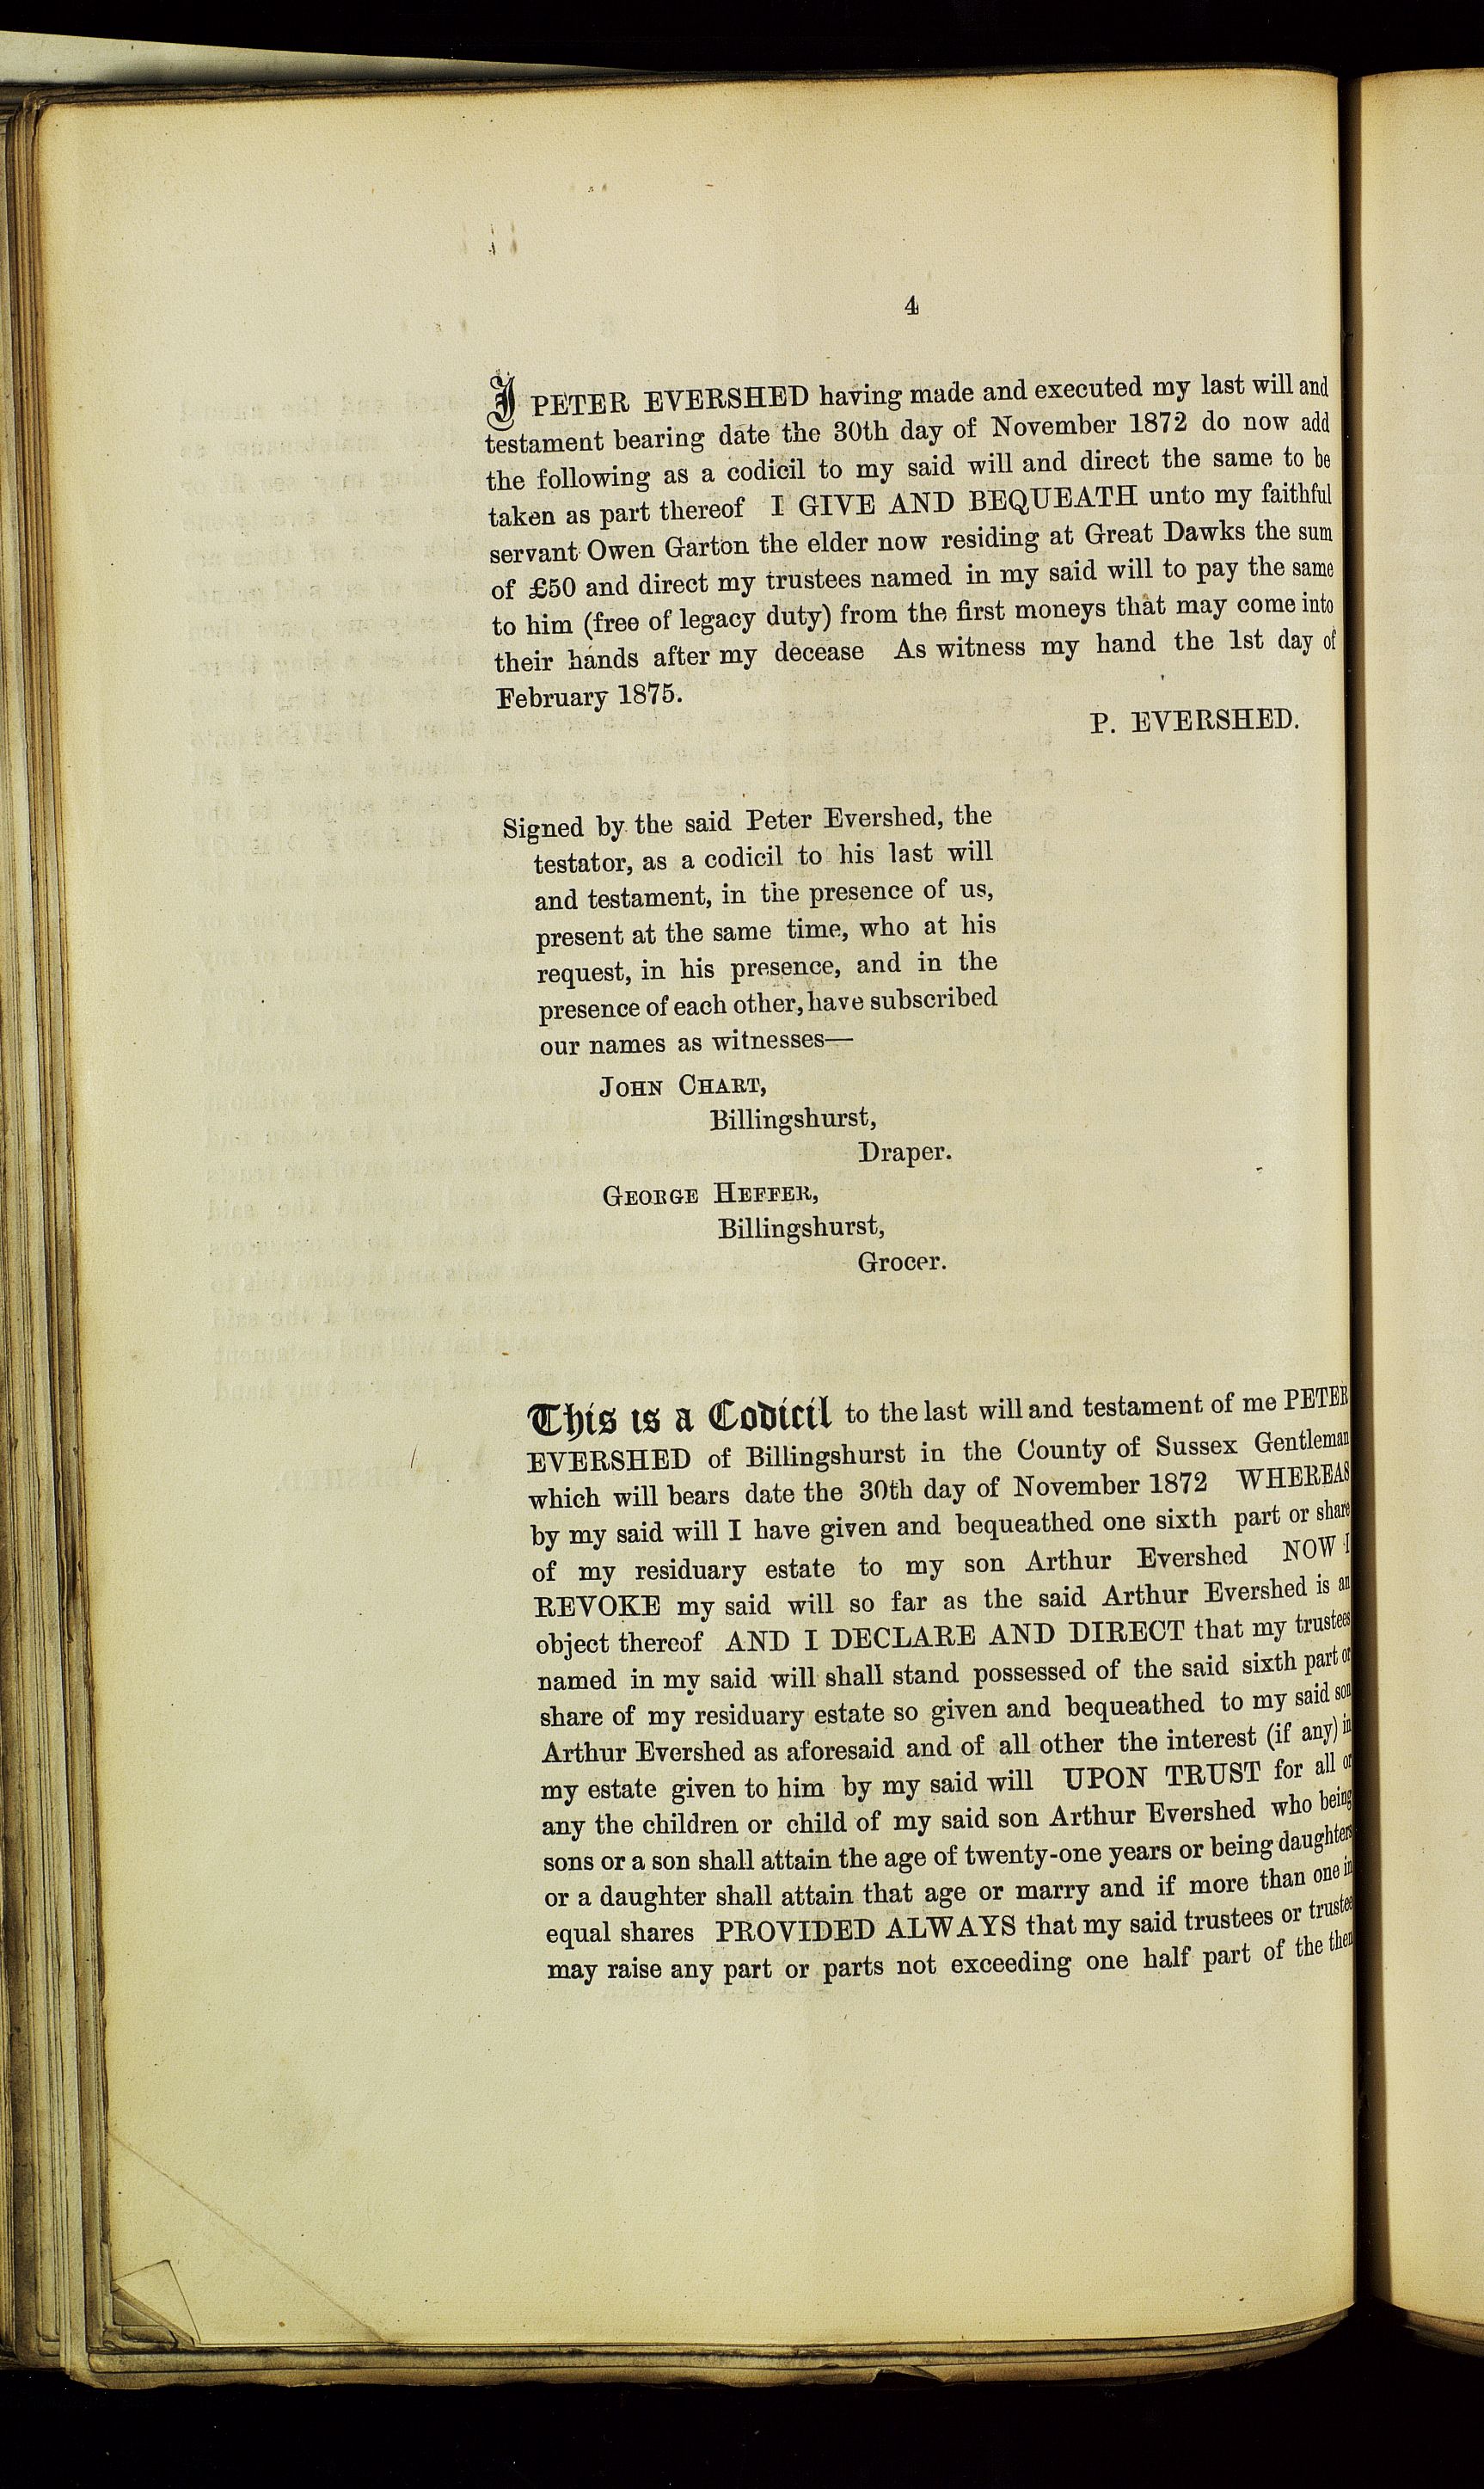 4
I PETER EVERSHED having made and executed my last will and
testament bearing date the 30th day of November 1872 do now add
the following as a codicil to my said will and direct the same to be
taken as part thereof I GIVE AND BEQUEATH unto my faithful
servant Owen Garton the elder now residing at Great Dawks the sum
of £50 and direct my trustees named in my said will to pay the same
to him (free of legacy duty) from the first moneys that may come into
their hands after my decease As witness my hand the 1st day of
February 1875.
P. EVERSHED.
Signed by the said Peter Evershed, the
testator, as a codicil to his last will
and testament, in the presence of us,
present at the same time, who at his
request, in his presence, and in the
presence of each other, have subscribed
our names as witnesses—
JOHN CHART,
Billingshurst,
Draper.
GEORGE HEFFER,
Billingshurst,
Grocer.
This is a Codicil to the last will and testament of me PETER
EVERSHED of Billingshurst in the County of Sussex Gentleman
which will bears date the 30th day of November 1872 WHEREAS
by my said will I have given and bequeathed one sixth part or share
of my residuary estate to my son Arthur Evershed NOW I
REVOKE my said will so far as the said Arthur Evershed is an
object thereof AND I DECLARE AND DIRECT that my trustees
named in my said will shall stand possessed of the said sixth part or
share of my residuary estate so given and bequeathed to my said son
Arthur Evershed as aforesaid and of all other the interest (if any) in
my estate given to him by my said will UPON TRUST for all or
any the children or child of my said son Arthur Evershed who being
sons or a son shall attain the age of twenty-one years or being daughters
or a daughter shall attain that age or marry and if more than one in
equal shares PROVIDED ALWAYS that my said trustees or trustee
may raise any part or parts not exceeding one half part of the then